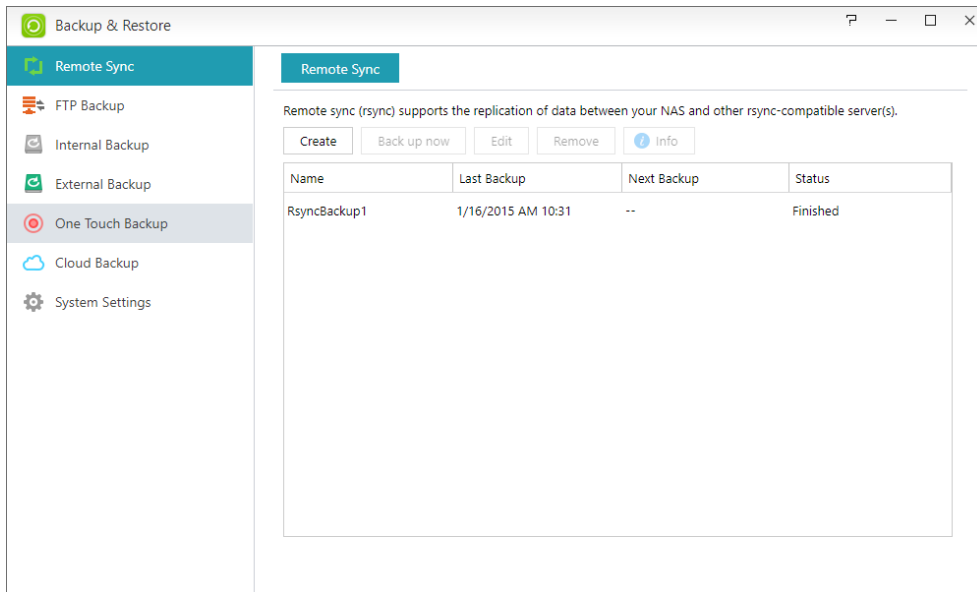 Backup & Restore
Remote Sync
FTP Backup
Internal Backup
External Backup
One Touch Backup
Cloud Backup
System Settings
Remote Sync
Remote sync (rsync) supports the replication of data between your NAS and other rsync-compatible server(s).
Create Back up now Edit Remove Info
Name Last Backup Next Backup Status
RsyncBackup1 1/16/2015 AM 10:31 -- Finished